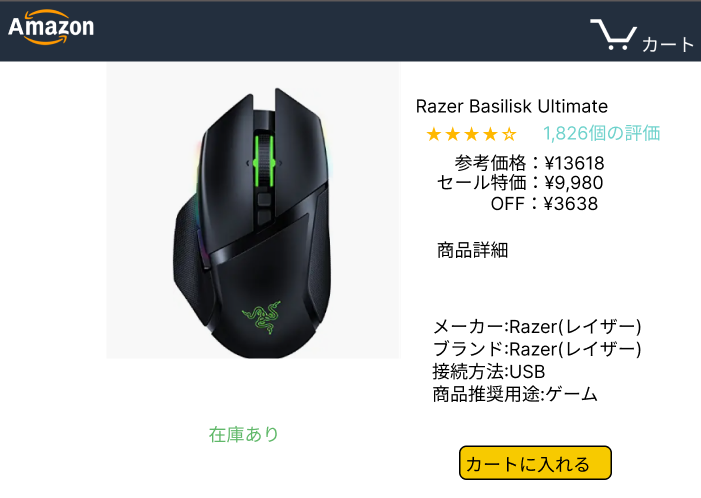 Amazon
カート
Razer Basilisk Ultimate
★★★★☆ 1,826個の評価
参考価格：¥13618
セール特価：¥9,980
OFF：¥3638
商品詳細
メーカー:Razer(レイザー)
ブランド:Razer(レイザー)
接続方法:USB
商品推奨用途:ゲーム
在庫あり
カートに入れる